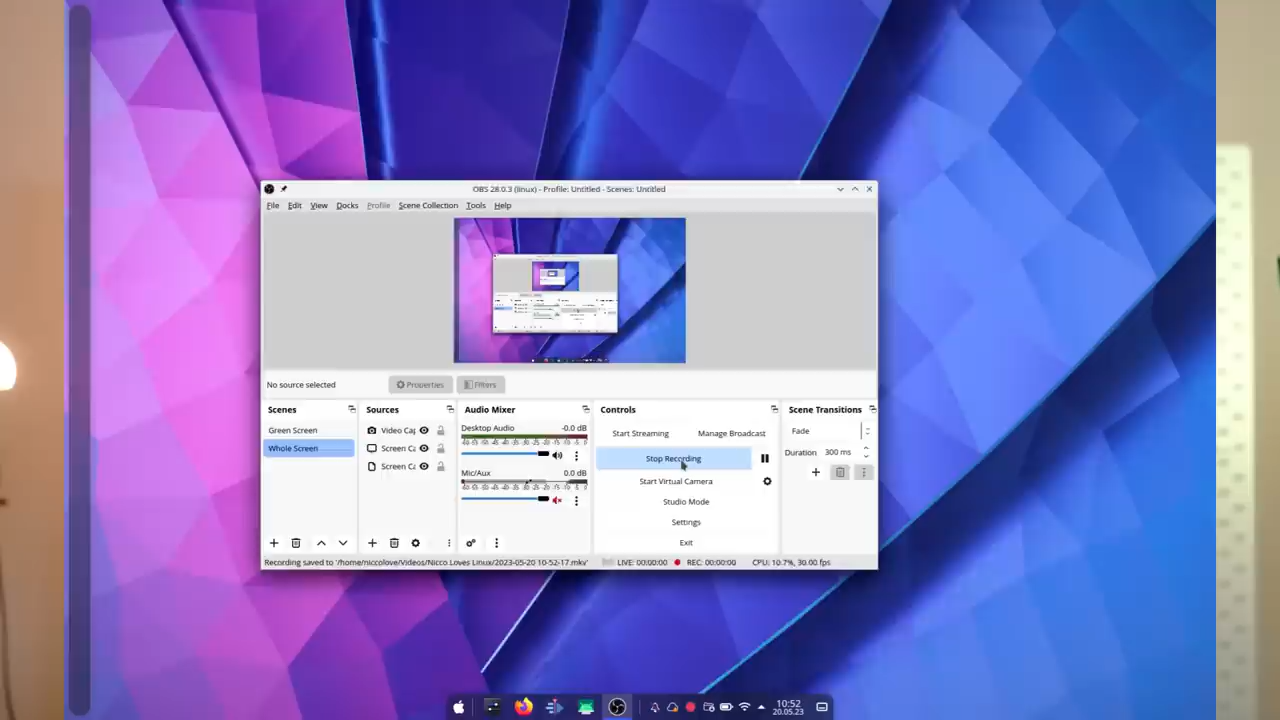 OBS 28.0.3 (linux) - Profile: Untitled - Scenes: Untitled
File Edit View Docks Profile Scene Collection Tools Help
No source selected
Properties
Filters
Scenes
Green Screen
Whole Screen
Sources
Video Cap
Screen Ca
Screen Ca
Audio Mixer
Desktop Audio -0.0 dB
Mic/Aux 0.0 dB
Controls
Start Streaming
Manage Broadcast
Stop Recording
Start Virtual Camera
Studio Mode
Settings
Exit
Scene Transitions
Fade
Duration 300 ms
Recording saved to '/home/niccolove/Videos/Nicco Loves Linux/2023-05-20 10-52-17.mkv'
LIVE: 00:00:00
REC: 00:00:00
CPU: 10.7%, 30.00 fps
10:52
20.05.23